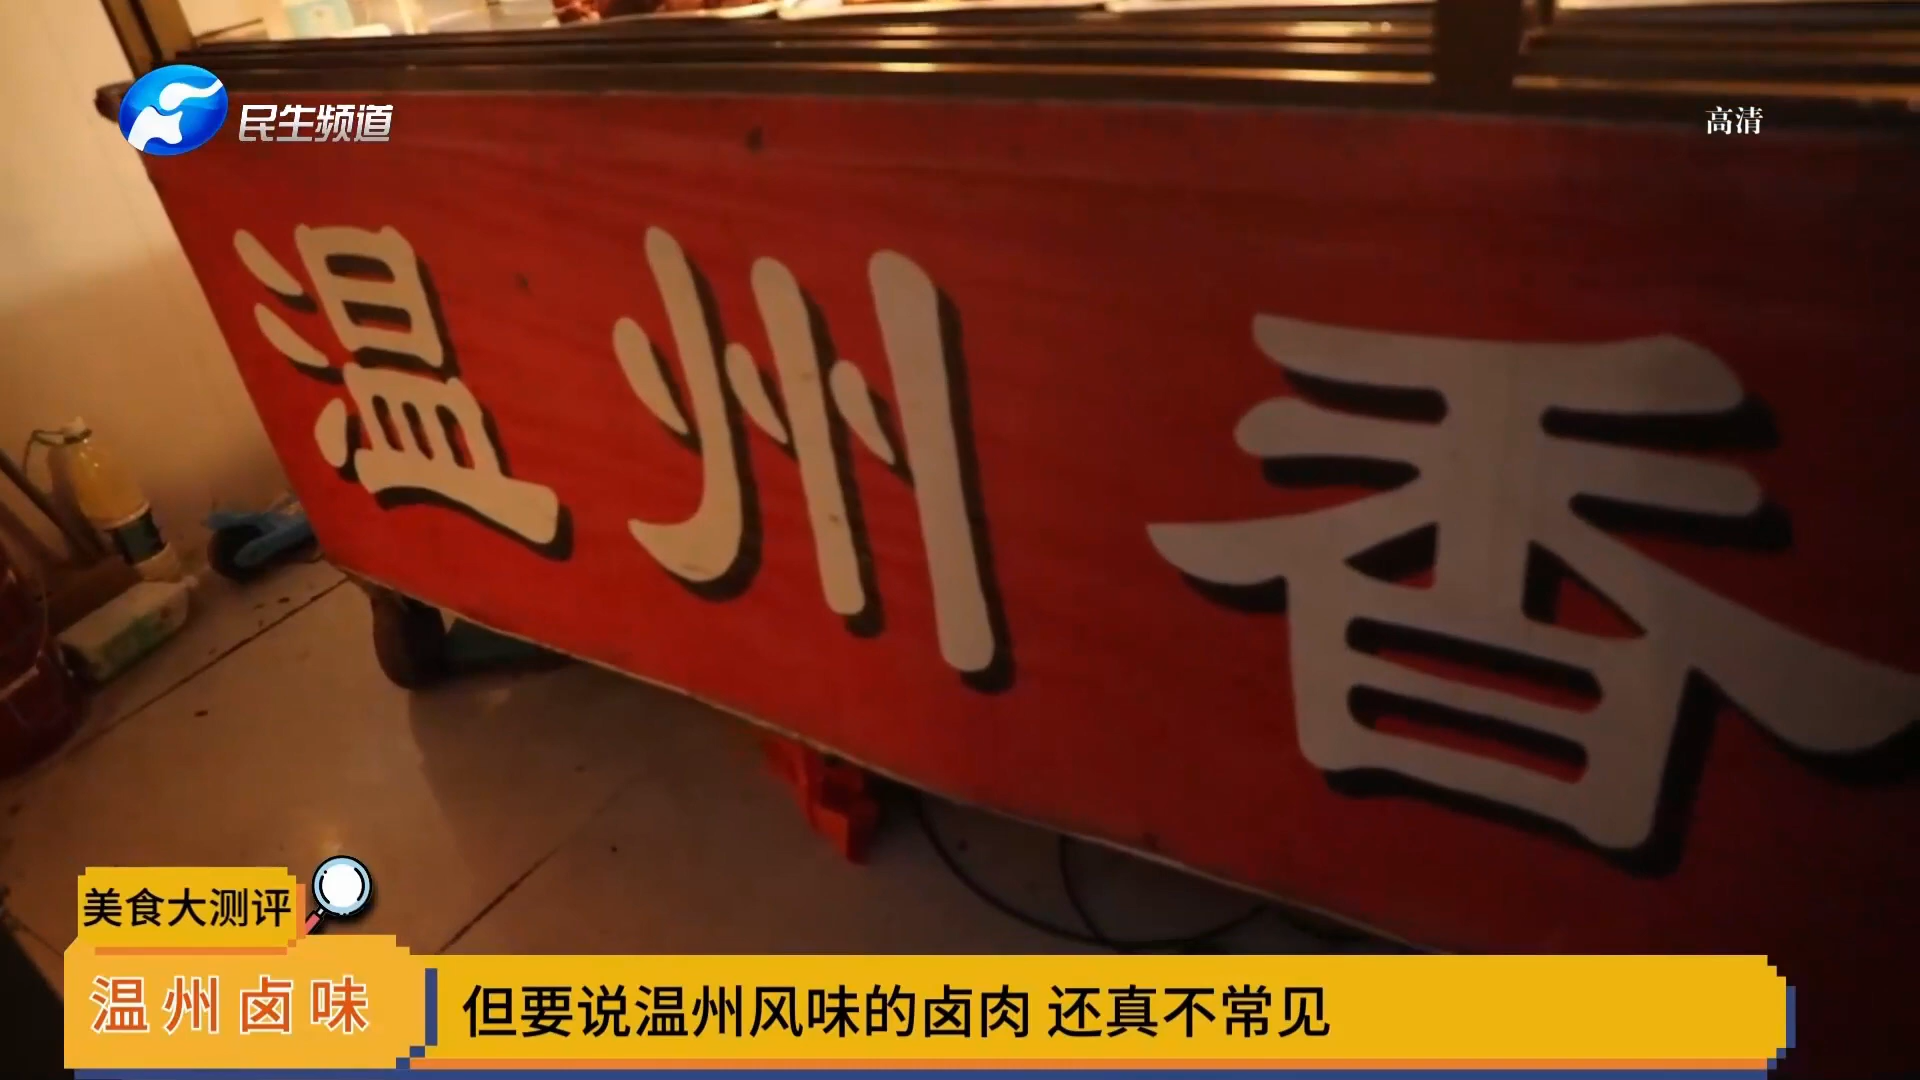 民生频道
高清
温州香
美食大测评
温州卤味
但要说温州风味的卤肉 还真不常见